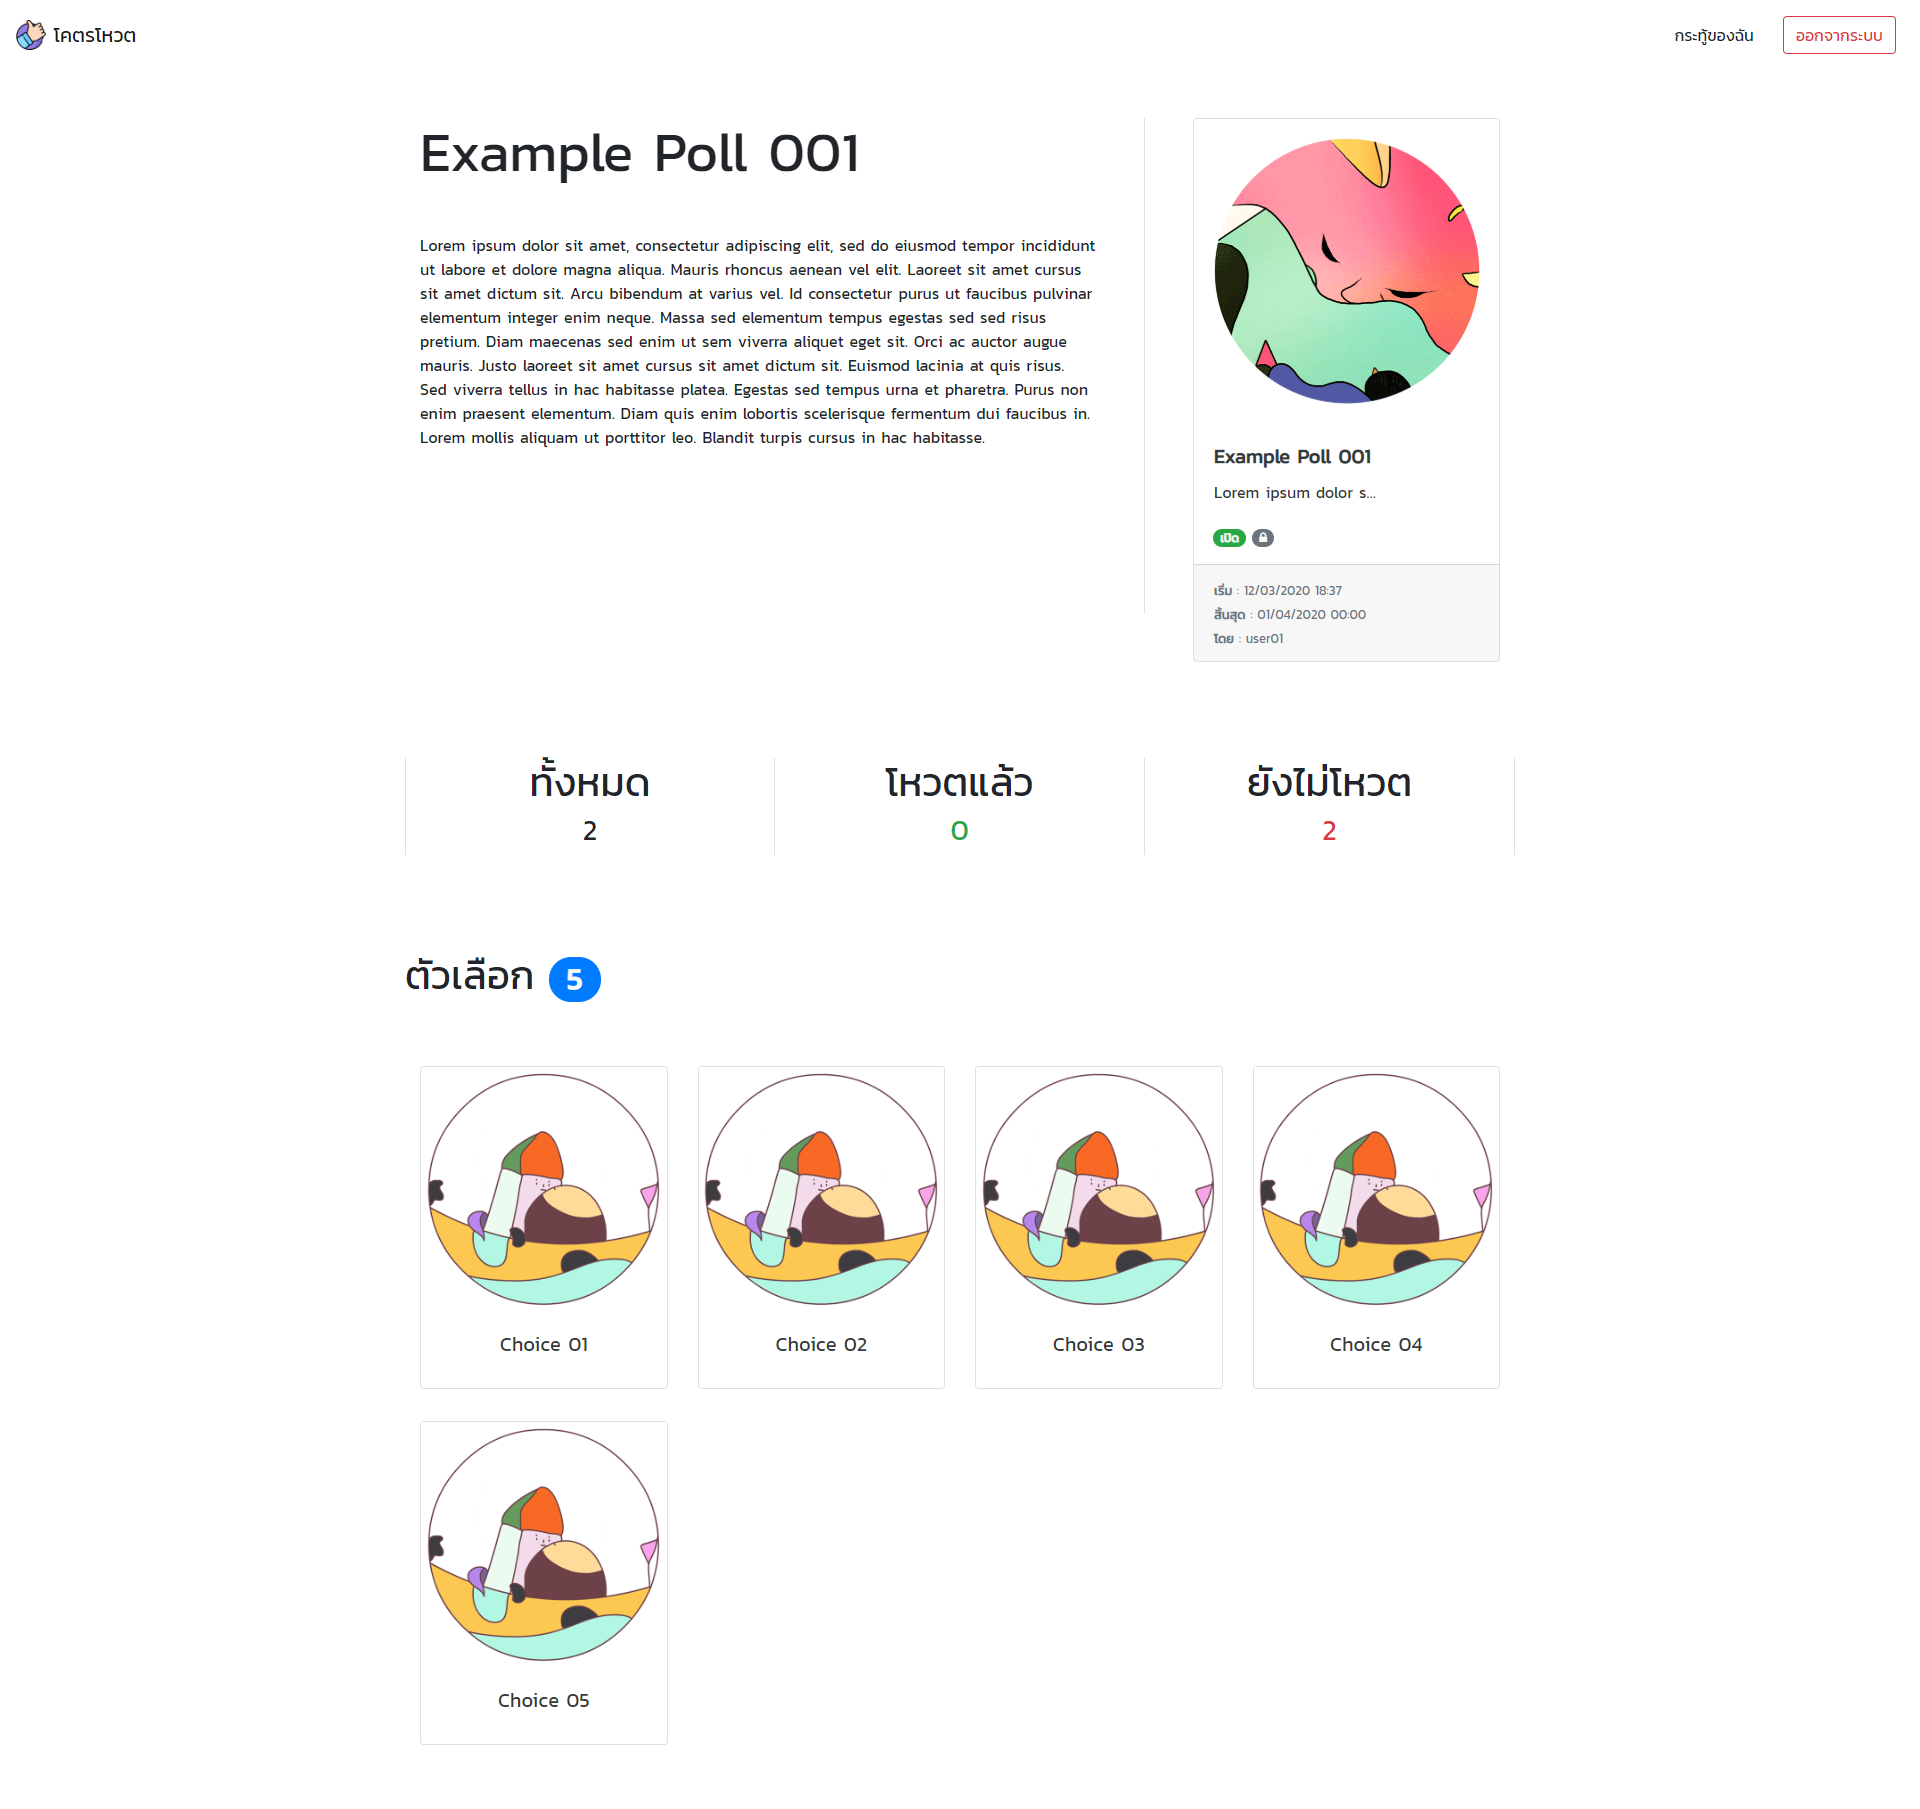 โคตรโหวต
กระทู้ของฉัน
ออกจากระบบ
Example Poll 001
Lorem ipsum dolor sit amet, consectetur adipiscing elit, sed do eiusmod tempor incididunt
ut labore et dolore magna aliqua. Mauris rhoncus aenean vel elit. Laoreet sit amet cursus
sit amet dictum sit. Arcu bibendum at varius vel. Id consectetur purus ut faucibus pulvinar
elementum integer enim neque. Massa sed elementum tempus egestas sed sed risus
pretium. Diam maecenas sed enim ut sem viverra aliquet eget sit. Orci ac auctor augue
mauris. Justo laoreet sit amet cursus sit amet dictum sit. Euismod lacinia at quis risus.
Sed viverra tellus in hac habitasse platea. Egestas sed tempus urna et pharetra. Purus non
enim praesent elementum. Diam quis enim lobortis scelerisque fermentum dui faucibus in.
Lorem mollis aliquam ut porttitor leo. Blandit turpis cursus in hac habitasse.
Example Poll 001
Lorem ipsum dolor s...
เปิด
เริ่ม : 12/03/2020 18:37
สิ้นสุด : 01/04/2020 00:00
โดย : user01
ทั้งหมด
2
โหวตแล้ว
0
ยังไม่โหวต
2
ตัวเลือก 5
Choice 01
Choice 02
Choice 03
Choice 04
Choice 05